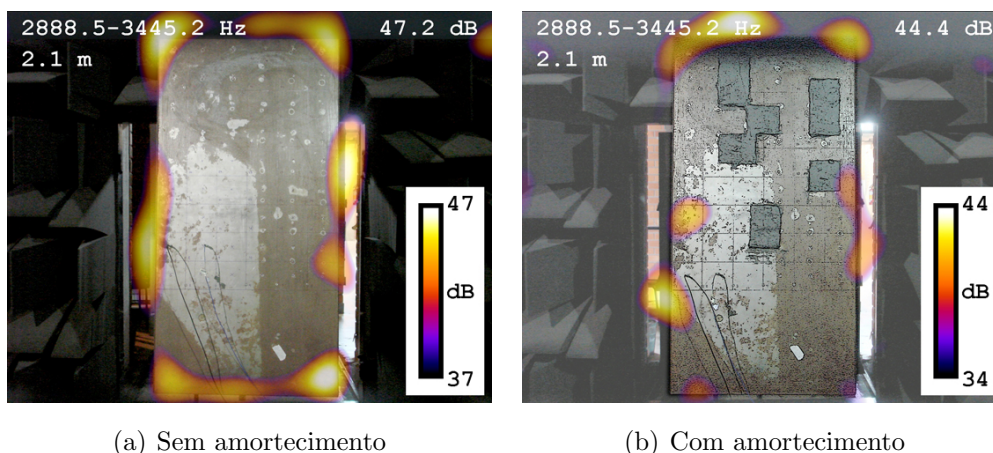 2888.5-3445.2 Hz 47.2 dB
2.1 m
47
dB
37
2888.5-3445.2 Hz 44.4 dB
2.1 m
44
dB
34
(a) Sem amortecimento
(b) Com amortecimento